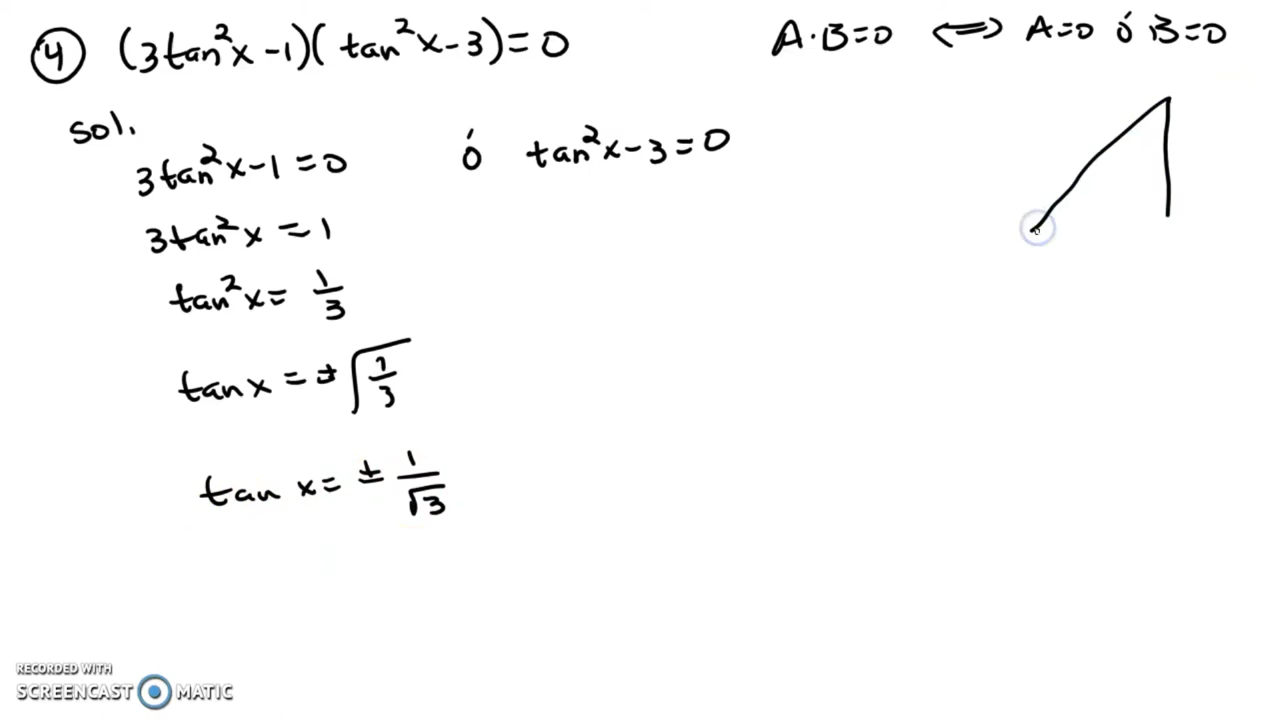 ④ (3tan²x-1)(tan²x-3)=0
A·B=0 ⟺ A=0 ó B=0
sol.
3tan²x-1=0 ó tan²x-3=0
3tan²x=1
tan²x=1/3
tanx=±√(1/3)
tan x=±1/√3
RECORDED WITH
SCREENCAST MATIC